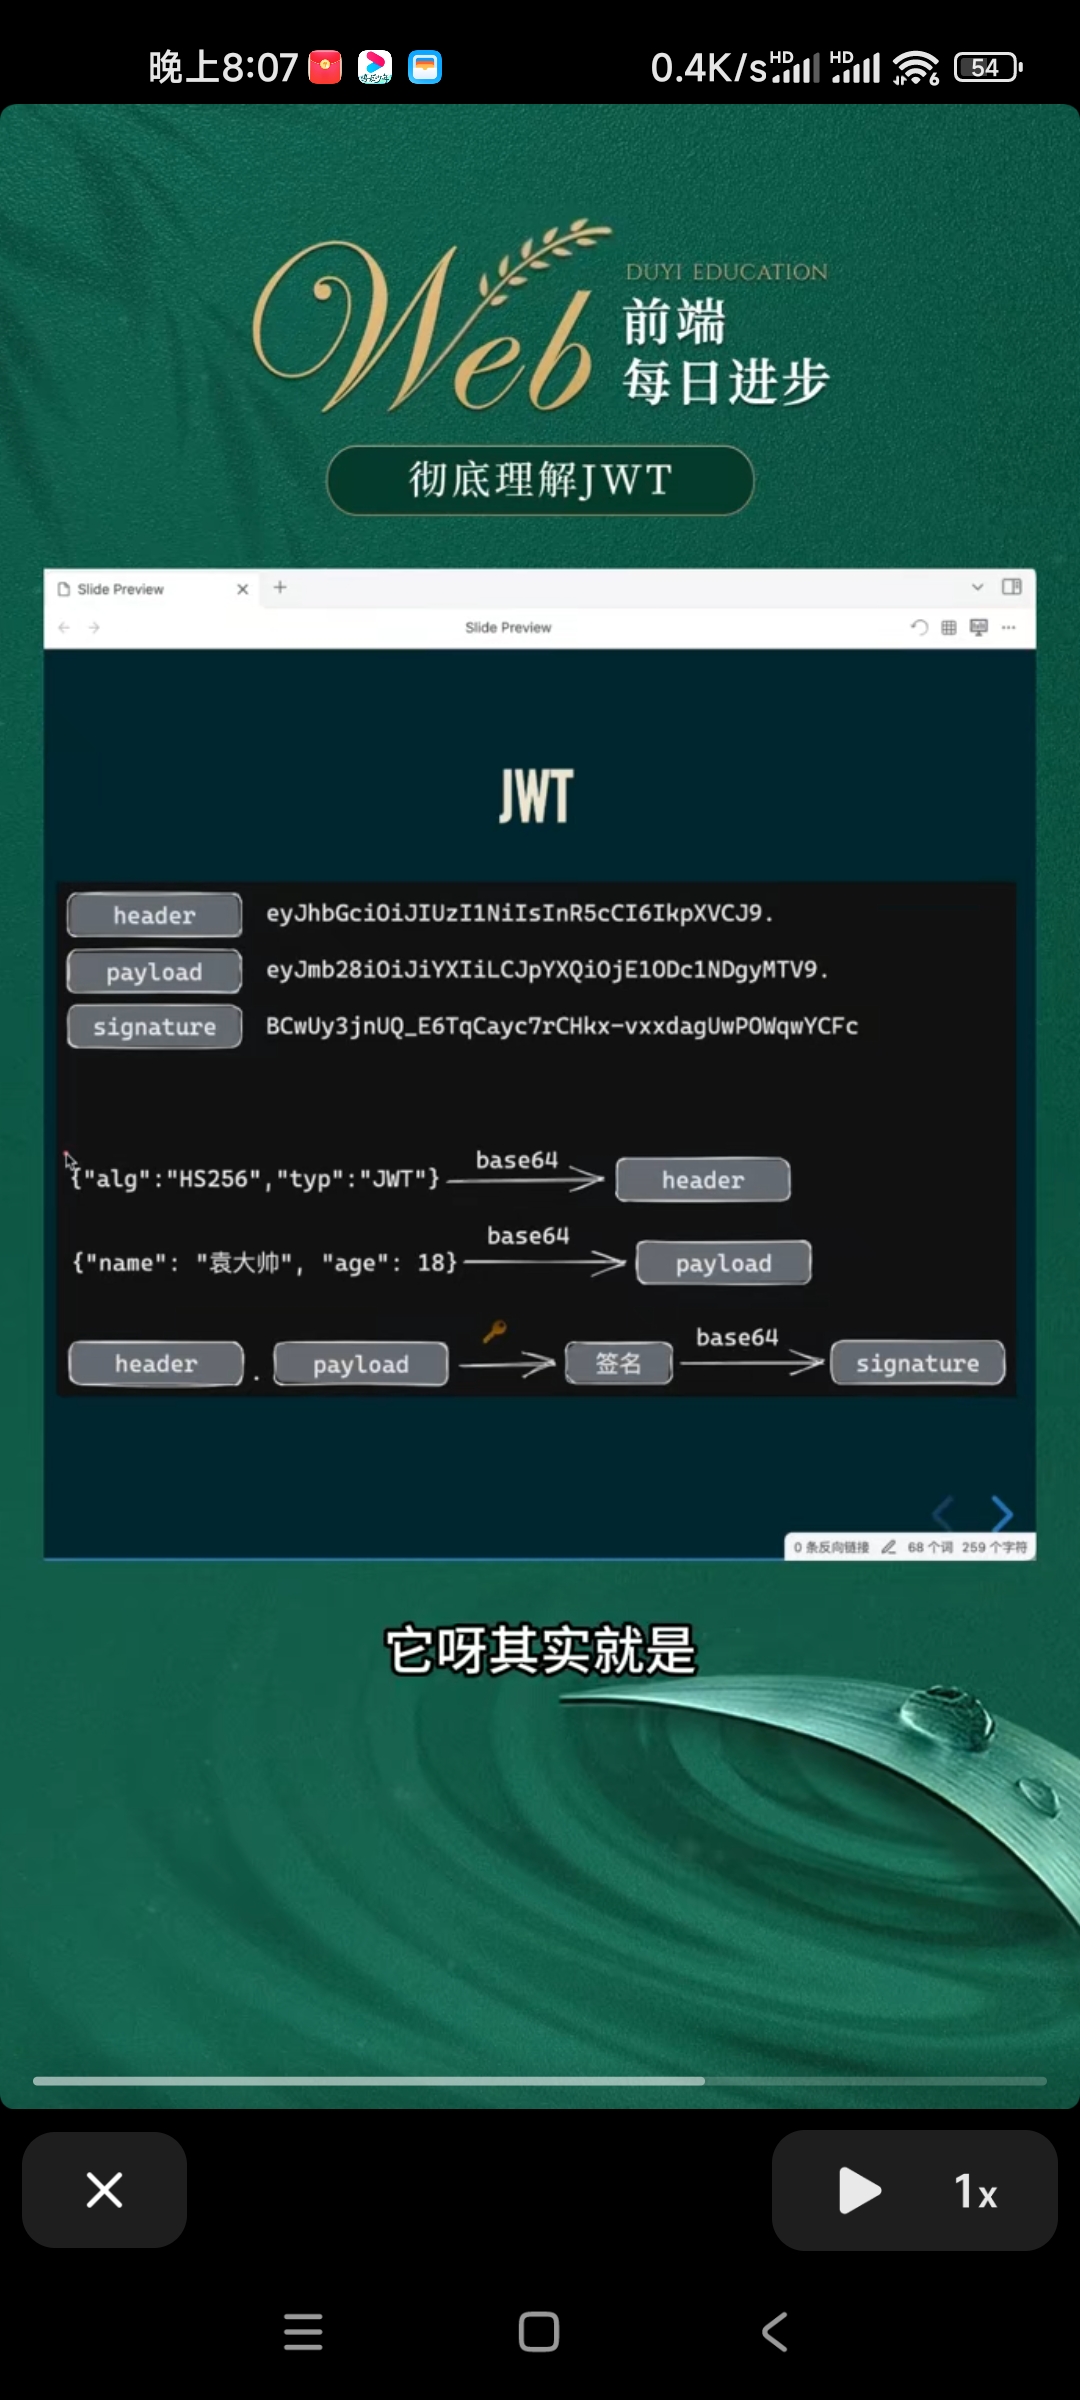 晚上8:07
0.4K/s HD HD 6 54
Web
DUYI EDUCATION
前端
每日进步
彻底理解JWT
Slide Preview
Slide Preview
JWT
header eyJhbGciOiJIUzI1NiIsInR5cCI6IkpXVCJ9.
payload eyJmb28iOiJiYXIiLCJpYXQiOjE1ODc1NDgyMTV9.
signature BCwUy3jnUQ_E6TqCayc7rCHkx-vxxdagUwPOWqwYCFc
{"alg":"HS256","typ":"JWT"} base64 header
{"name": "袁大帅", "age": 18} base64 payload
header . payload 签名 base64 signature
0 条反向链接 68 个词 259 个字符
它呀其实就是
1x